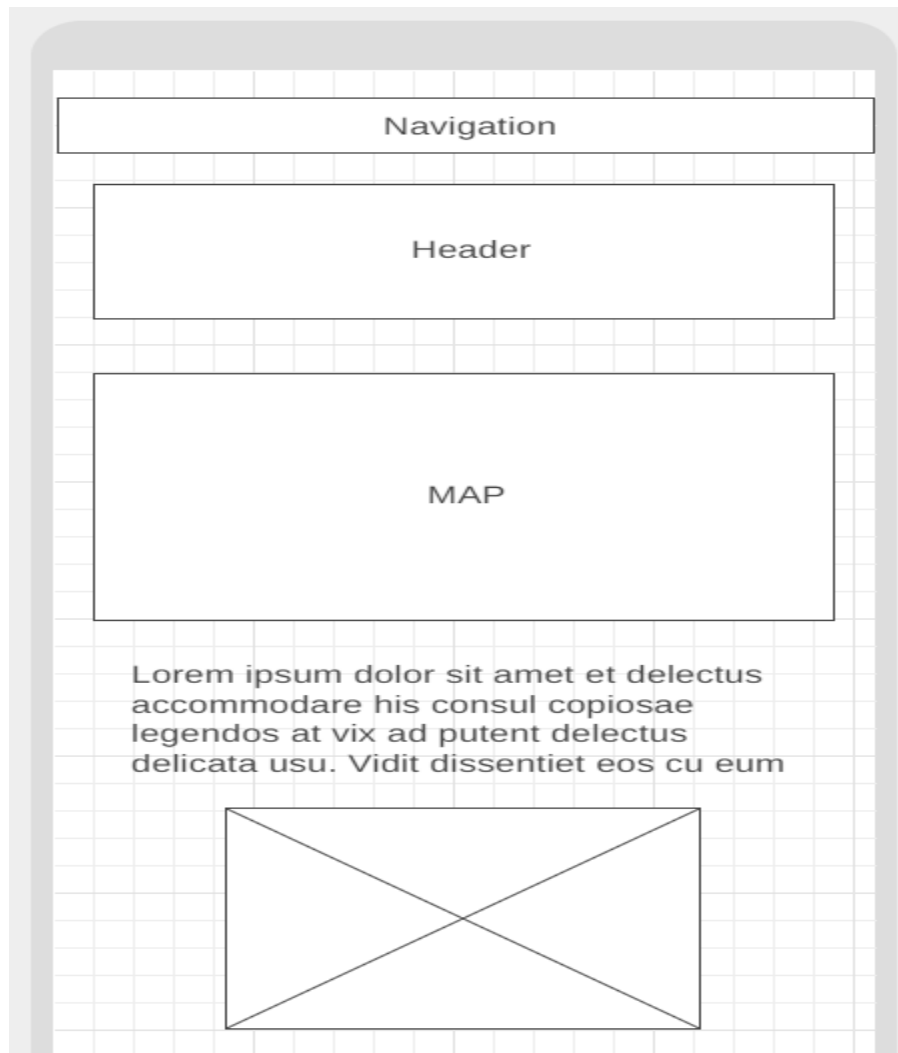 Navigation
Header
MAP
Lorem ipsum dolor sit amet et delectus
accommodare his consul copiosae
legendos at vix ad putent delectus
delicata usu. Vidit dissentiet eos cu eum